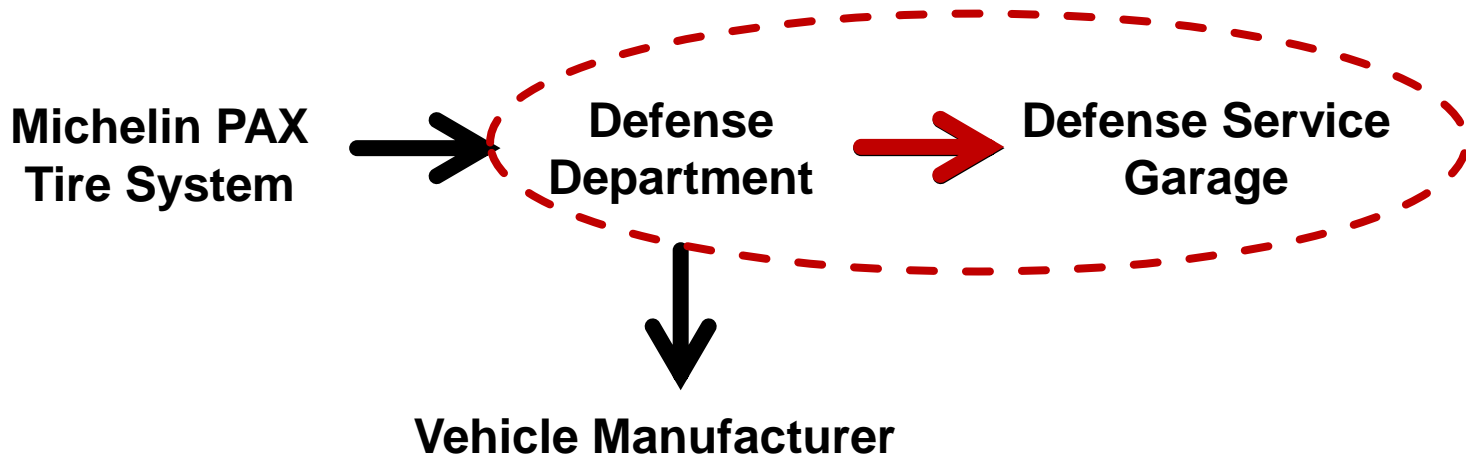 Michelin PAX
Tire System
Defense
Department
Defense Service
Garage
Vehicle Manufacturer